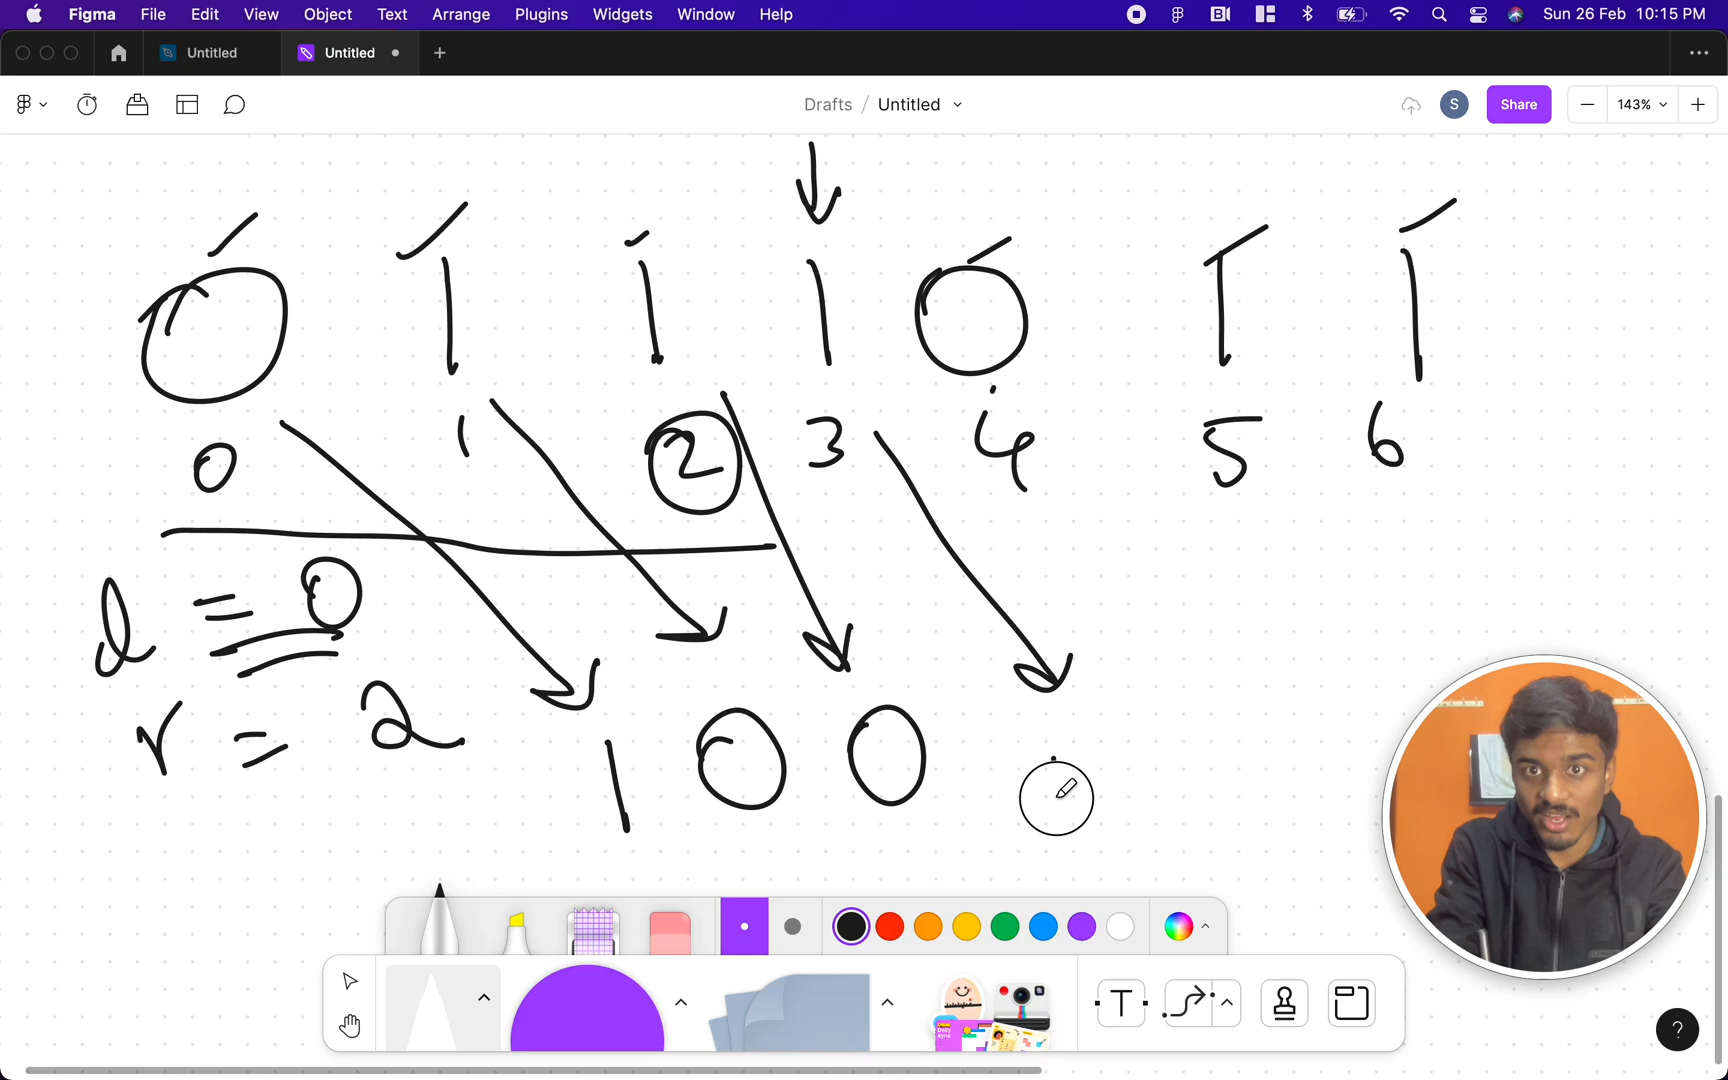 Figma File Edit View Object Text Arrange Plugins Widgets Window Help Sun 26 Feb 10:15 PM
Untitled Untitled
Drafts / Untitled S Share 143%
0 1 1 1 0 1 1
0 1 2 3 4 5 6
l = 0
r = 2
1 0 0
T
?